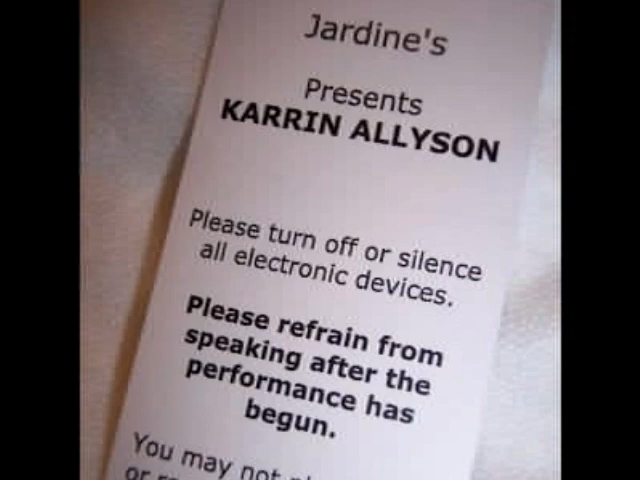 Jardine's
Presents
KARRIN ALLYSON
Please turn off or silence
all electronic devices.
Please refrain from
speaking after the
performance has
begun.
You may not
or